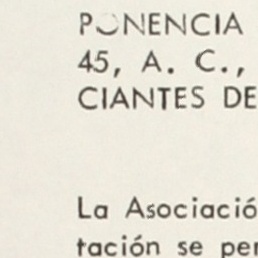 PONENCIA
45, A. C.,
CIANTES DE
La Asociació
tación se per